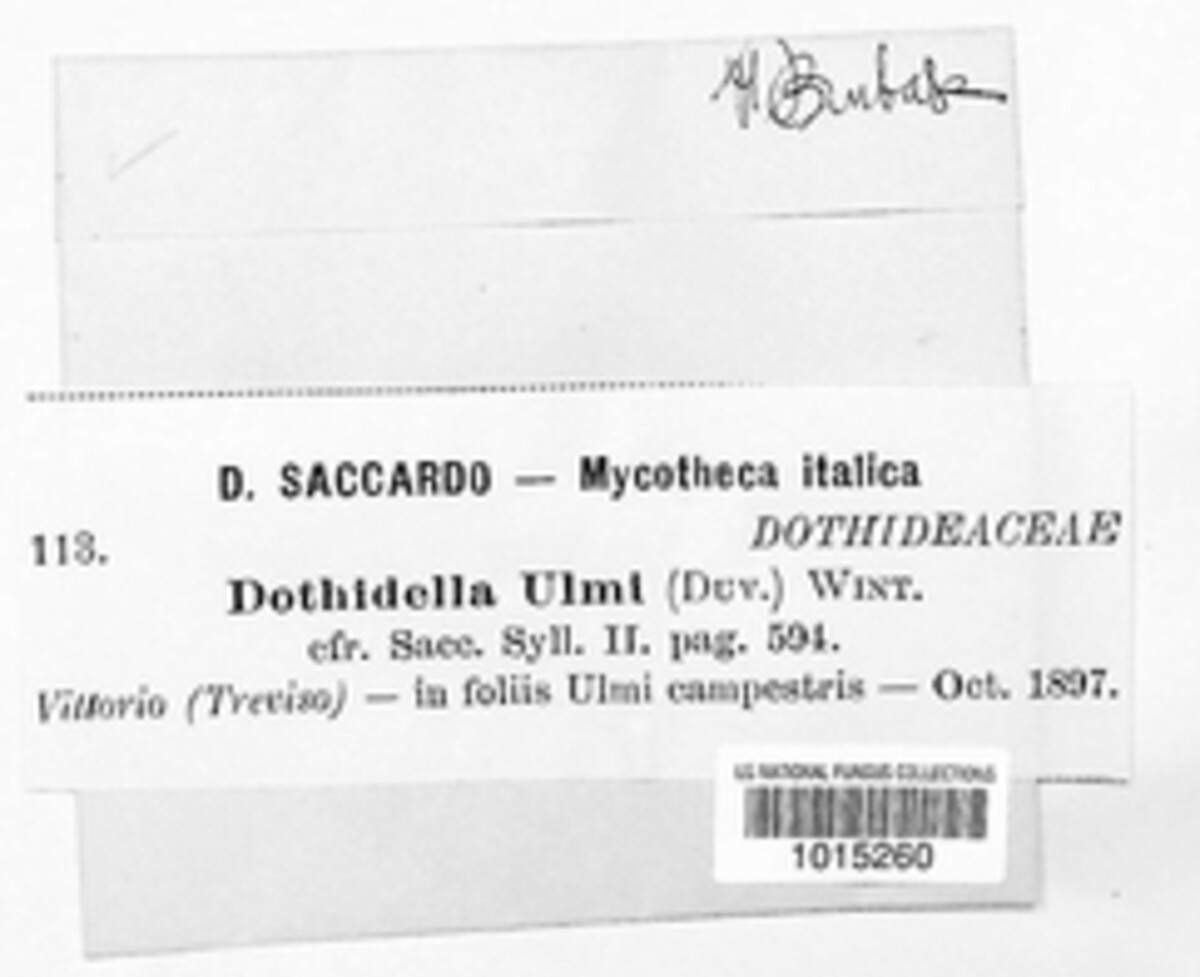 D. SACCARDO — Mycotheca italica
DOTHIDEACEAE
113.
Dothidella Ulmi (DUV.) WINT.
cfr. Sacc. Syll. II. pag. 594.
Vittorio (Treviso) — in foliis Ulmi campestris — Oct. 1897.
U.S. NATIONAL FUNGUS COLLECTIONS
1015260